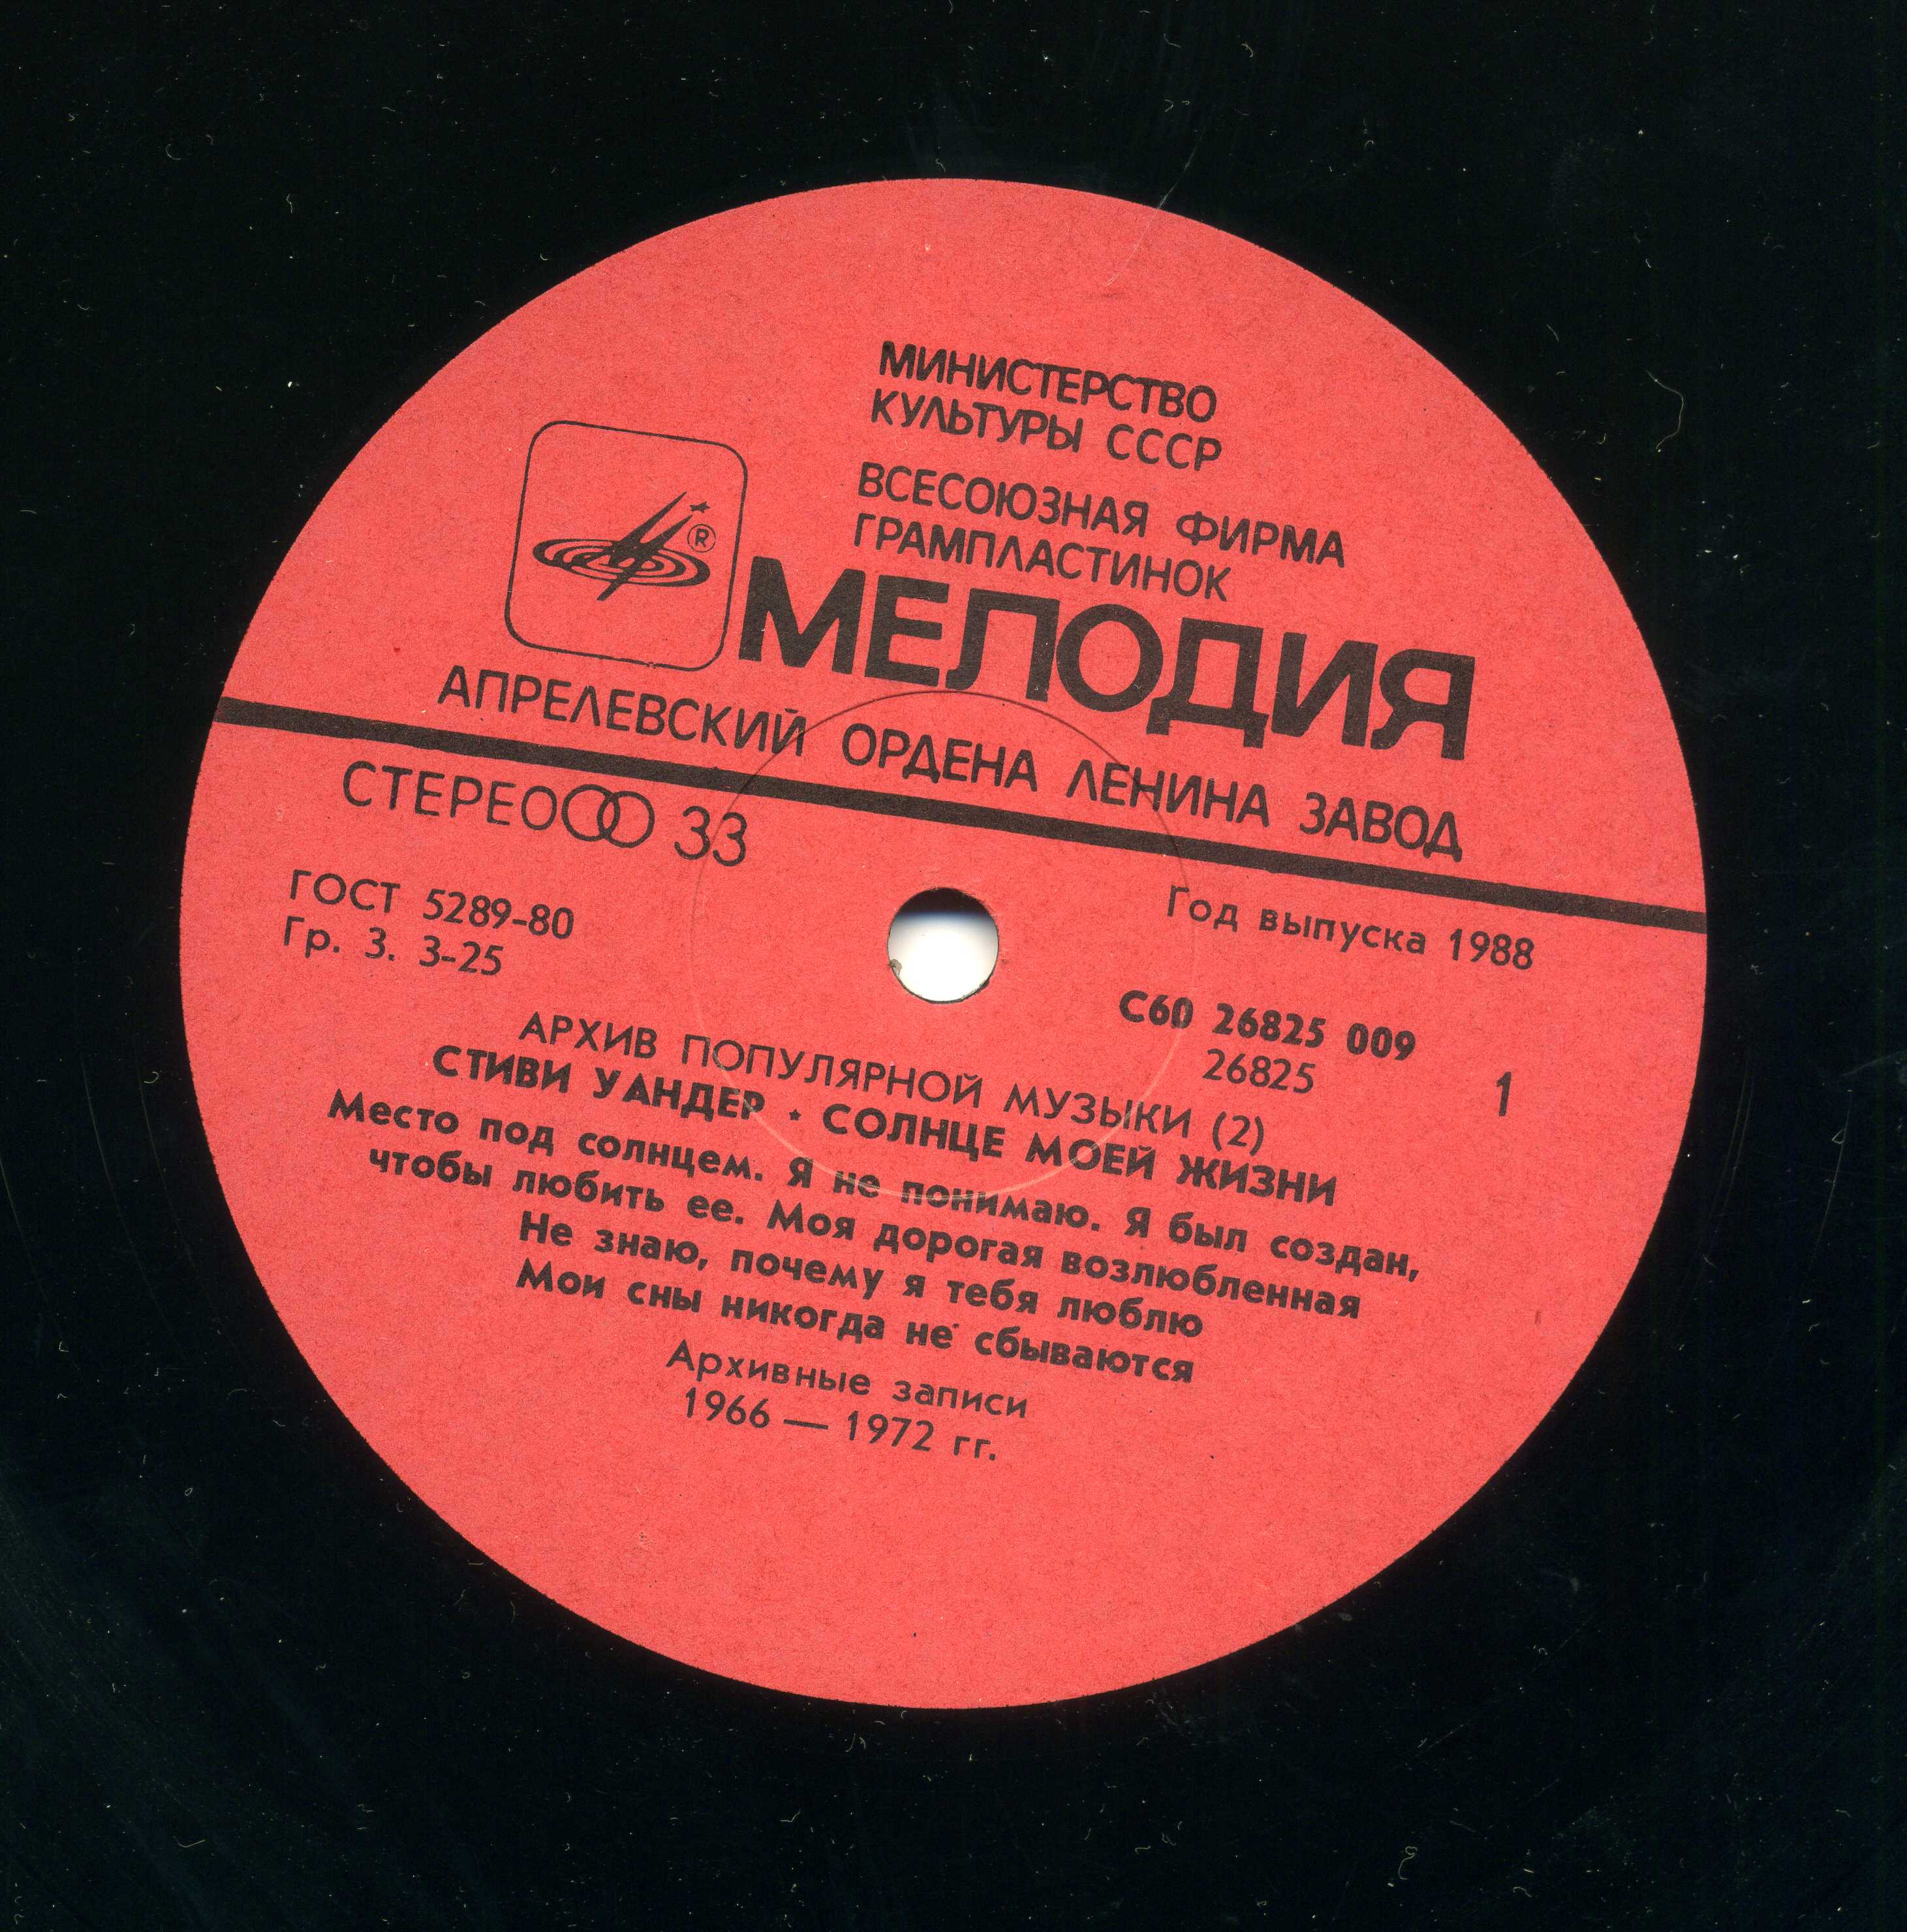 МИНИСТЕРСТВО
КУЛЬТУРЫ СССР
ВСЕСОЮЗНАЯ ФИРМА
ГРАМПЛАСТИНОК
®
МЕЛОДИЯ
АПРЕЛЕВСКИЙ ОРДЕНА ЛЕНИНА ЗАВОД
СТЕРЕО 33
ГОСТ 5289-80
Гр. 3. 3-25
Год выпуска 1988
С60 26825 009
26825
1
АРХИВ ПОПУЛЯРНОЙ МУЗЫКИ (2)
СТИВИ УАНДЕР ⋆ СОЛНЦЕ МОЕЙ ЖИЗНИ
Место под солнцем. Я не понимаю. Я был создан,
чтобы любить ее. Моя дорогая возлюбленная
Не знаю, почему я тебя люблю
Мои сны никогда не сбываются
Архивные записи
1966 — 1972 гг.